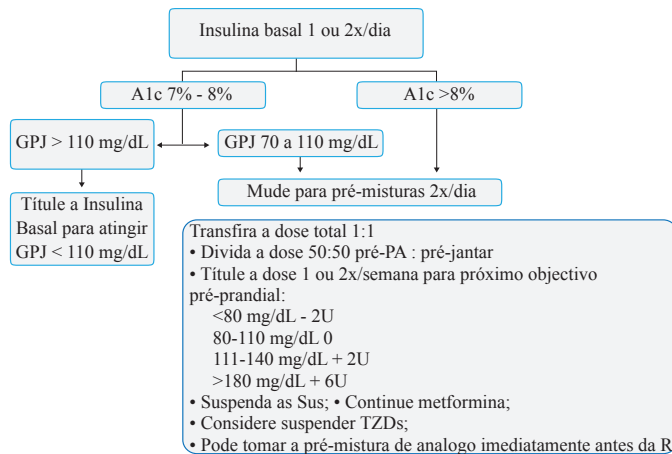 Insulina basal 1 ou 2x/dia
A1c 7% - 8%
A1c >8%
GPJ > 110 mg/dL
GPJ 70 a 110 mg/dL
Títule a Insulina
Basal para atingir
GPJ < 110 mg/dL
Mude para pré-misturas 2x/dia
Transfira a dose total 1:1
• Divida a dose 50:50 pré-PA : pré-jantar
• Títule a dose 1 ou 2x/semana para próximo objectivo
pré-prandial:
<80 mg/dL - 2U
80-110 mg/dL 0
111-140 mg/dL + 2U
>180 mg/dL + 6U
• Suspenda as Sus; • Continue metformina;
• Considere suspender TZDs;
• Pode tomar a pré-mistura de analogo imediatamente antes da R